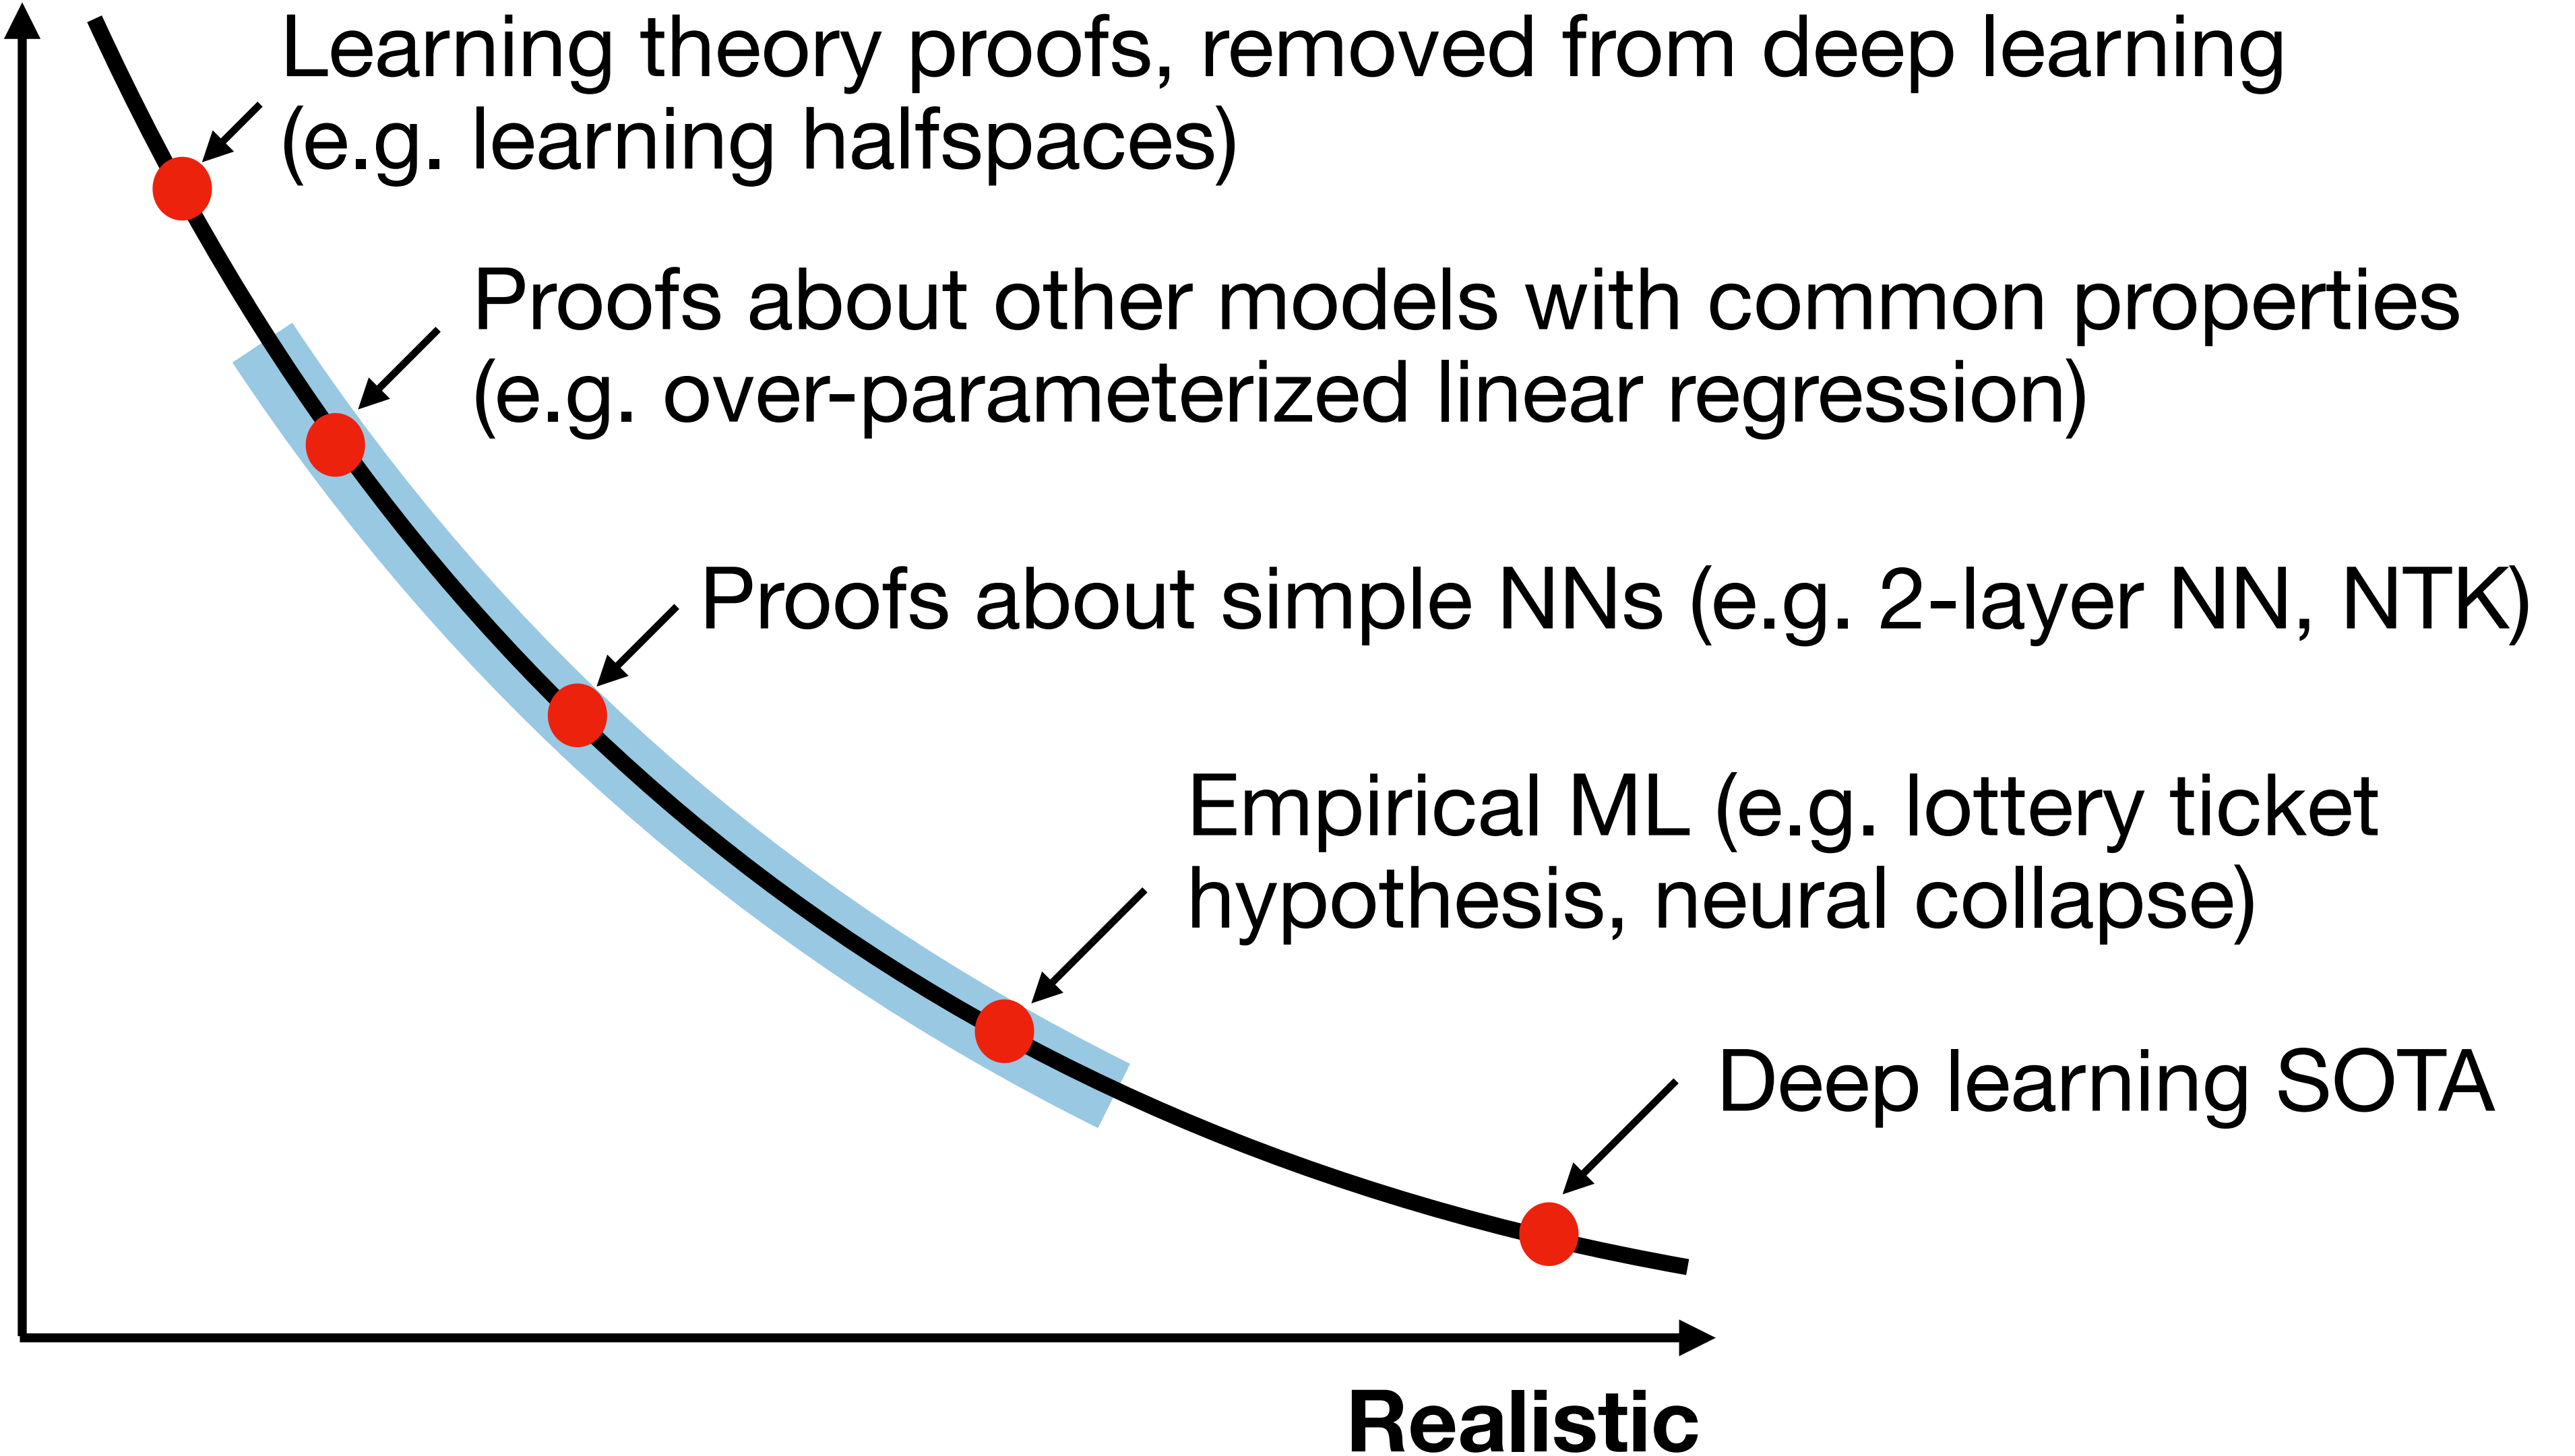 Learning theory proofs, removed from deep learning
(e.g. learning halfspaces)
Proofs about other models with common properties
(e.g. over-parameterized linear regression)
Proofs about simple NNs (e.g. 2-layer NN, NTK)
Empirical ML (e.g. lottery ticket
hypothesis, neural collapse)
Deep learning SOTA
Realistic